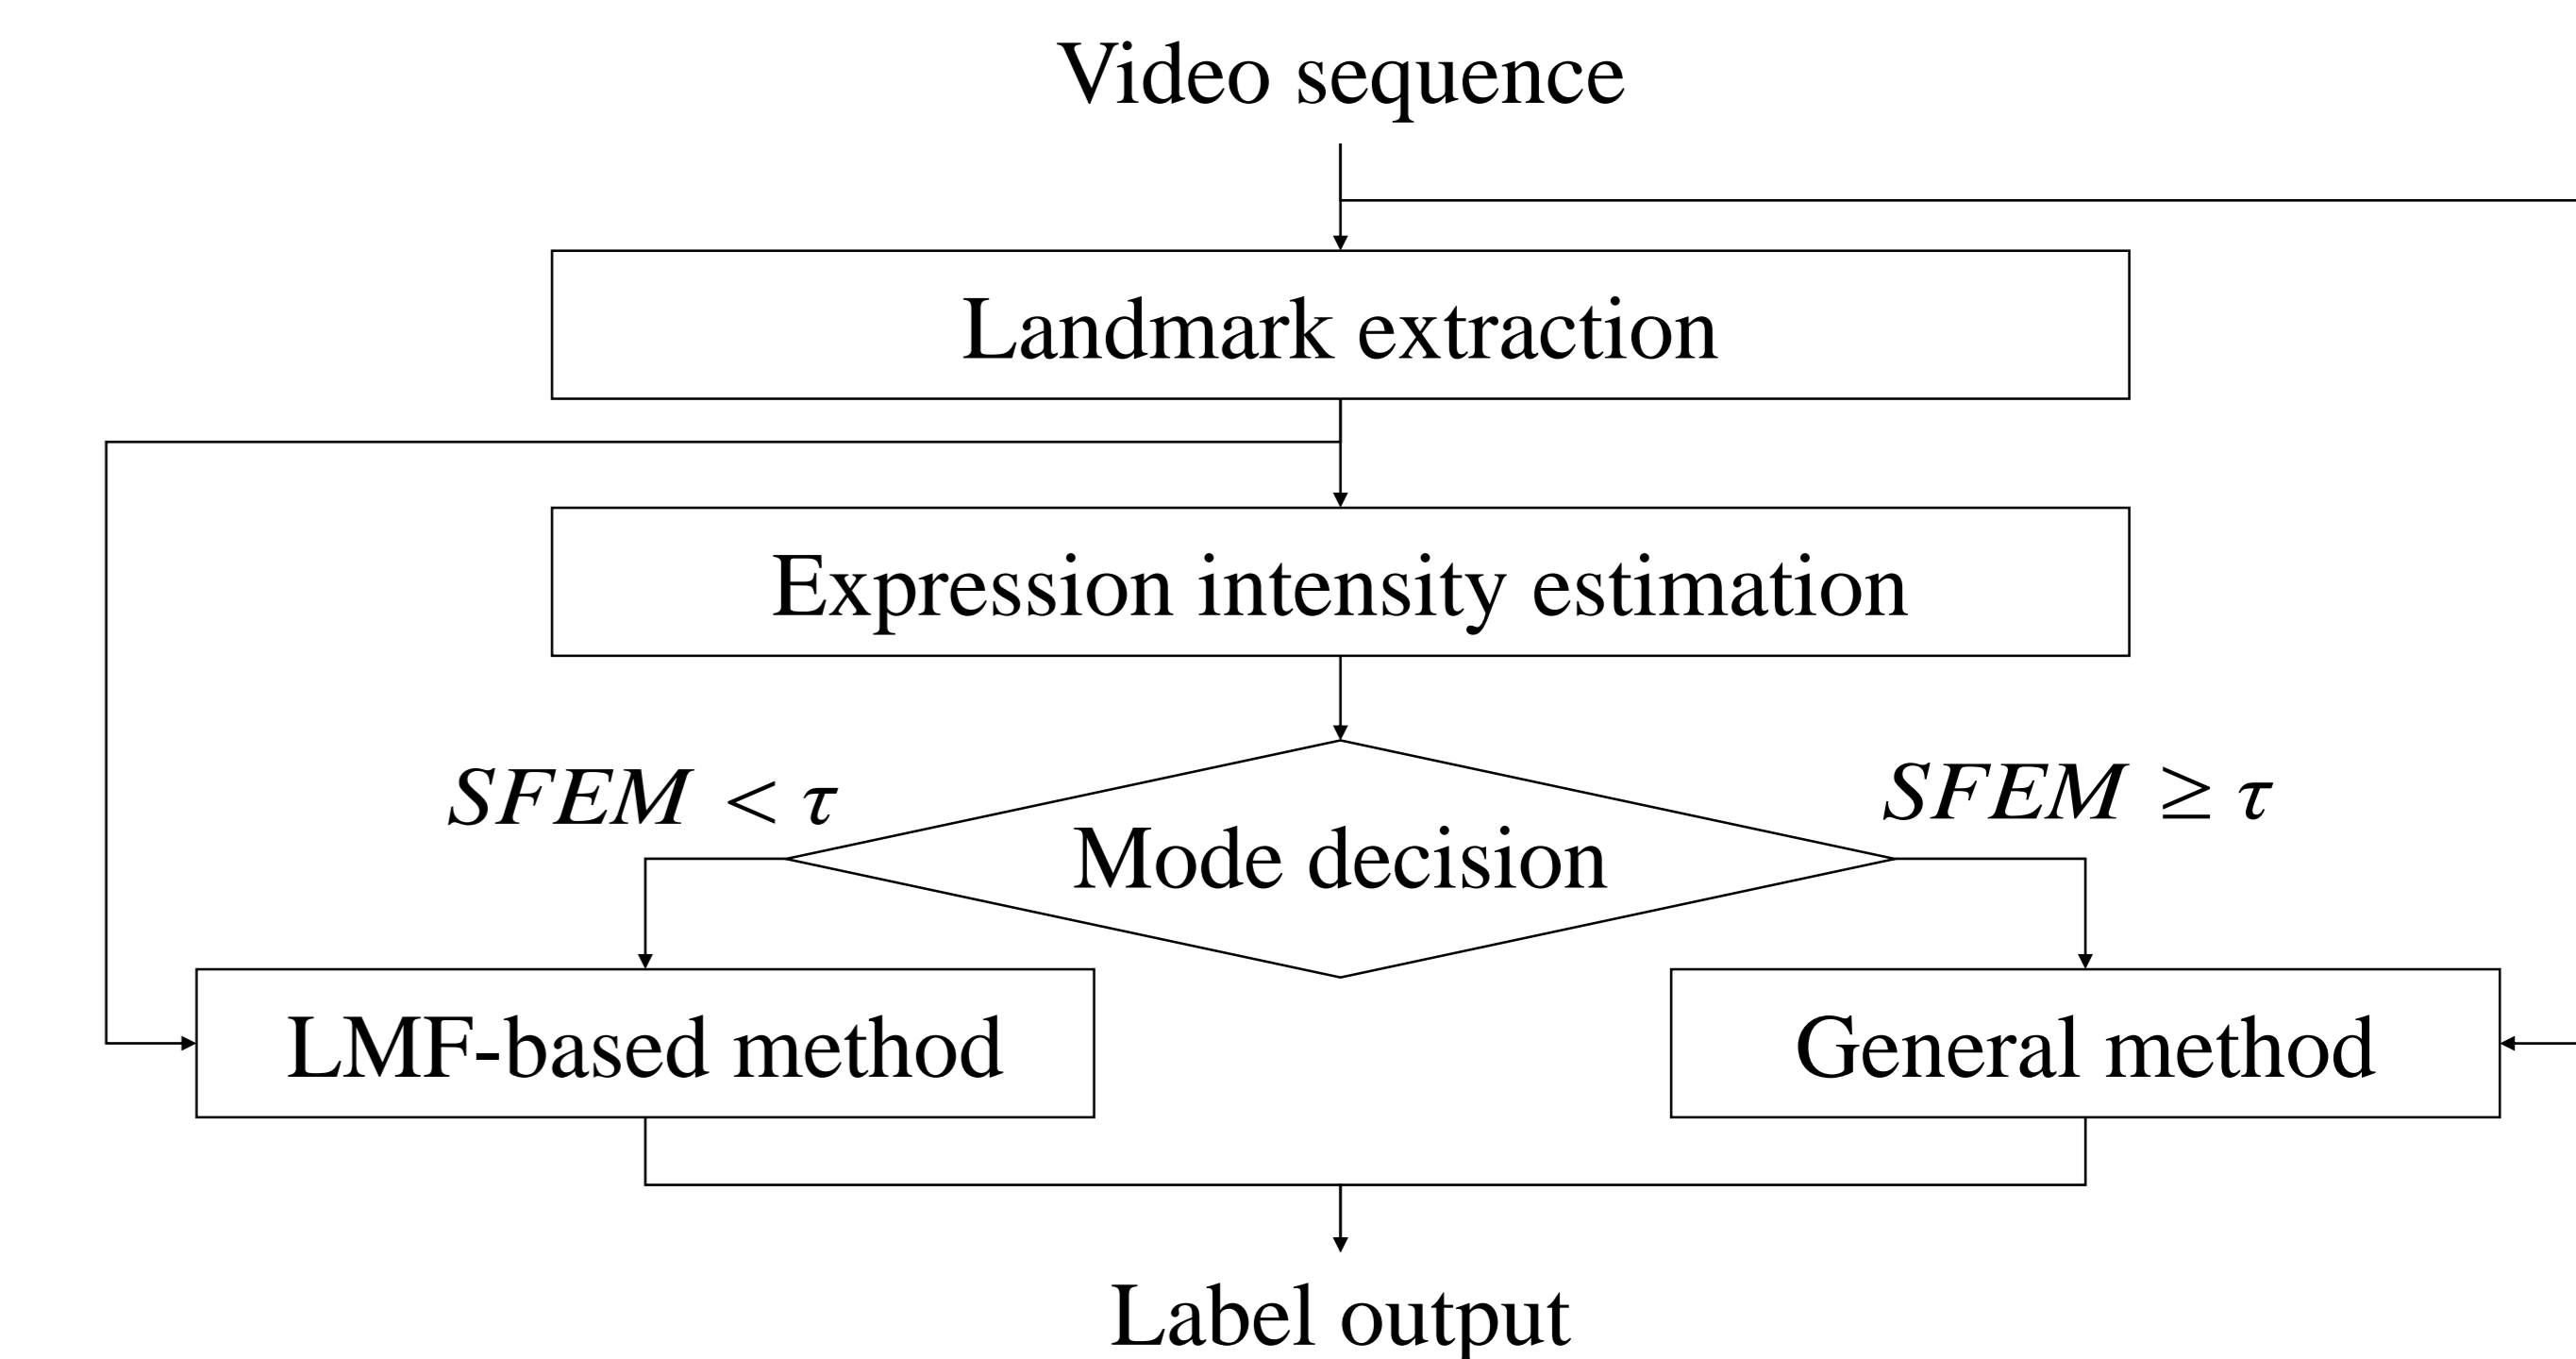 Video sequence
Landmark extraction
Expression intensity estimation
SFEM < τ
SFEM ≥ τ
Mode decision
LMF-based method
General method
Label output